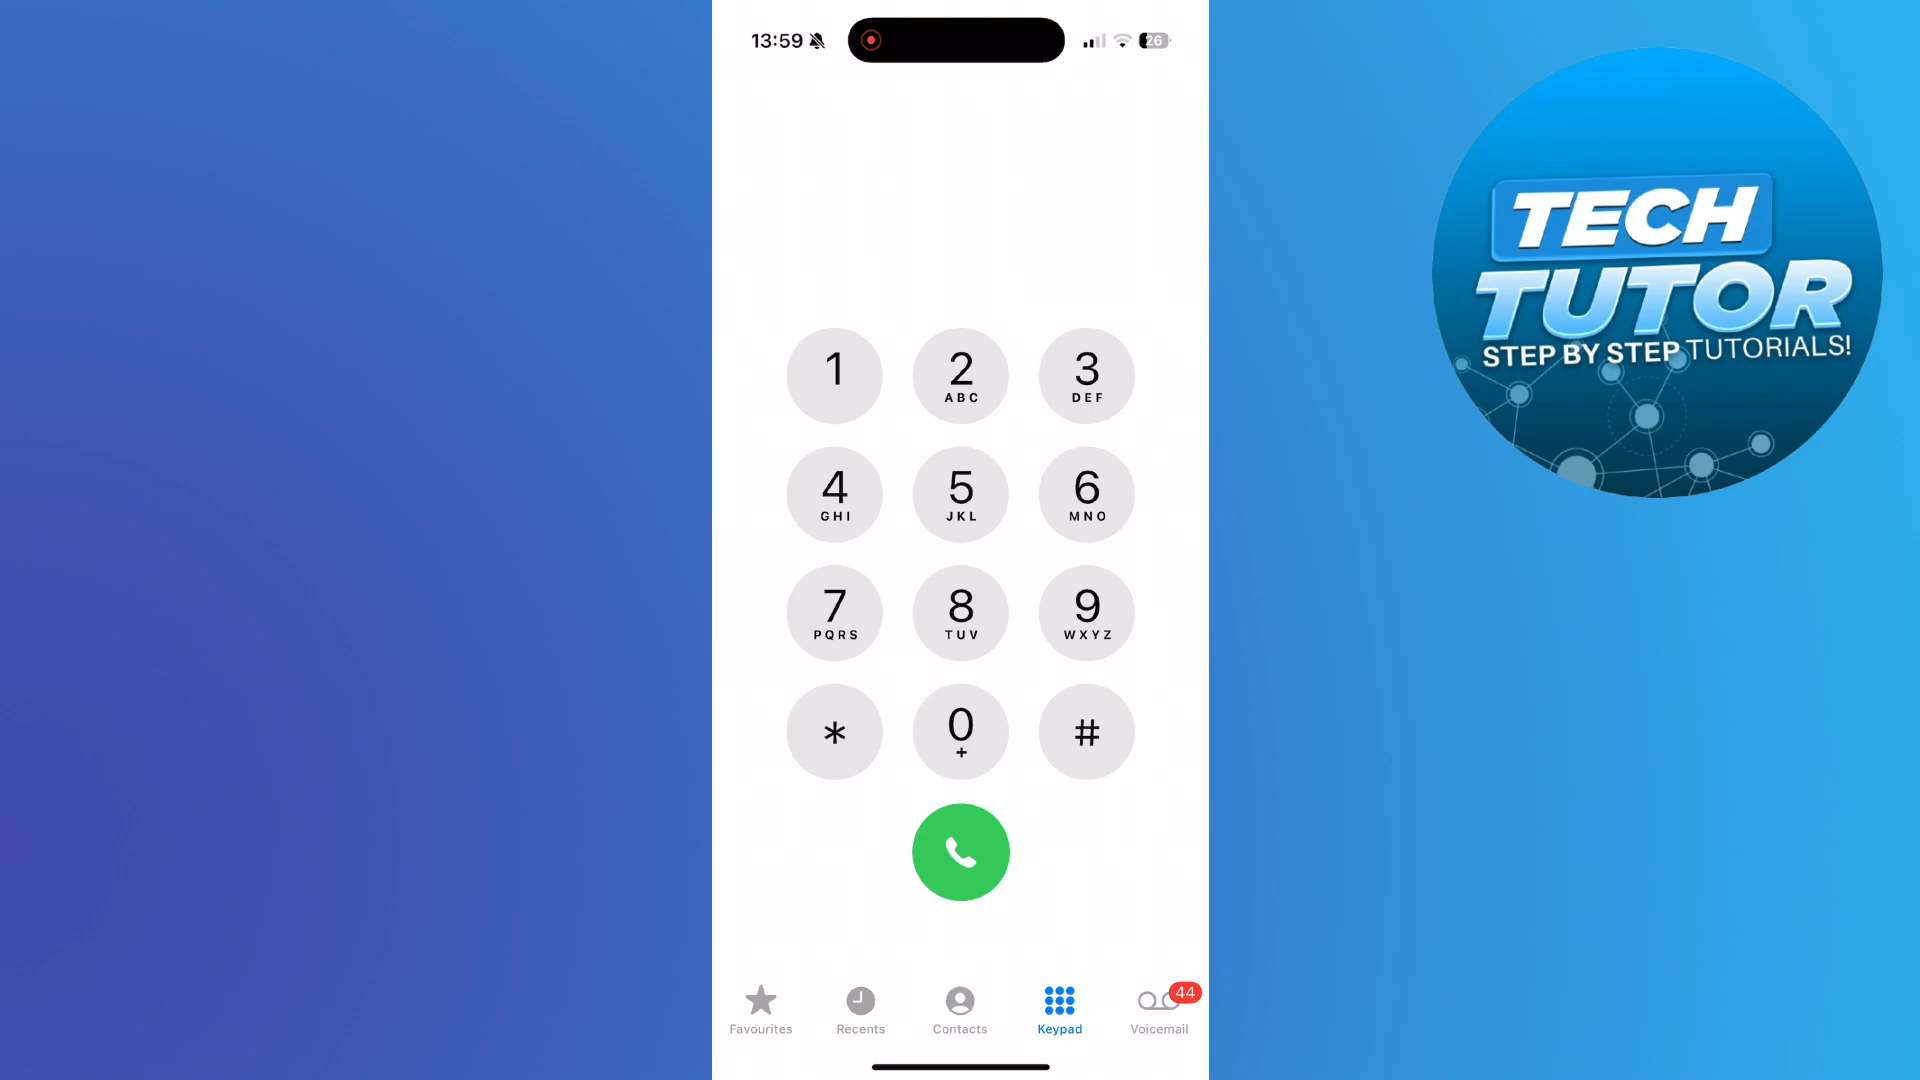 13:59
26
TECH
TUTOR
STEP BY STEP TUTORIALS!
1
2
ABC
3
DEF
4
GHI
5
JKL
6
MNO
7
PQRS
8
TUV
9
WXYZ
*
0
+
#
44
Favourites
Recents
Contacts
Keypad
Voicemail